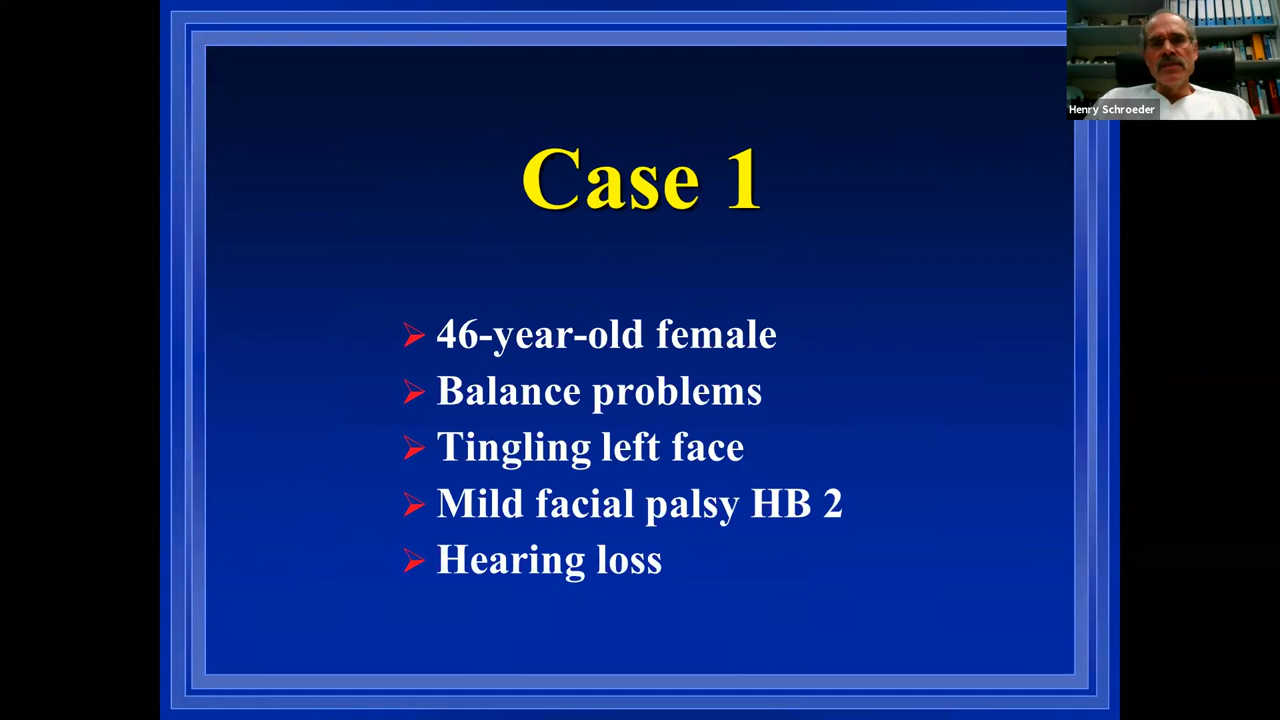 Henry Schroeder
Case 1
46-year-old female
Balance problems
Tingling left face
Mild facial palsy HB 2
Hearing loss